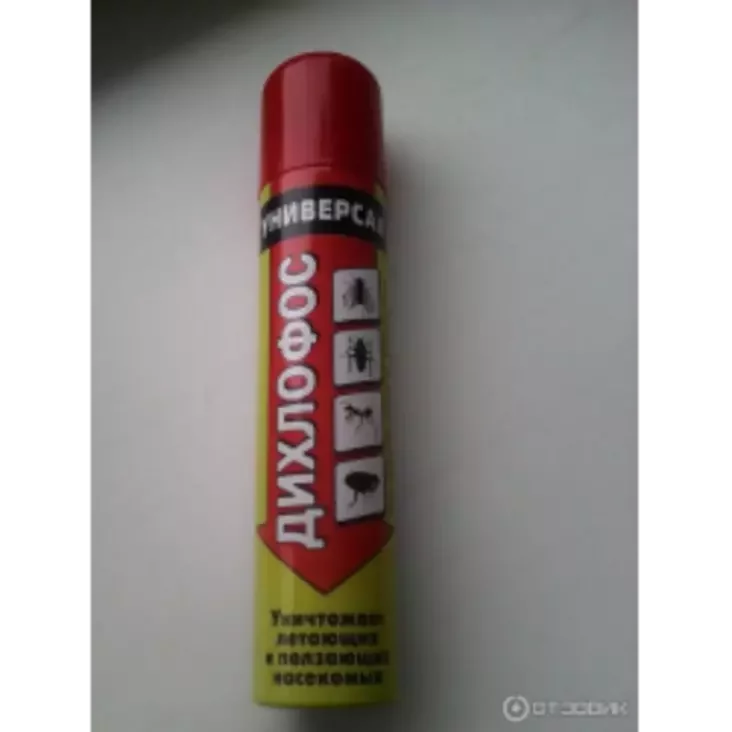 УНИВЕРСАЛ
ДИХЛОФОС
Уничтожает
летающих
и ползающих
насекомых
ОТЗОВИК